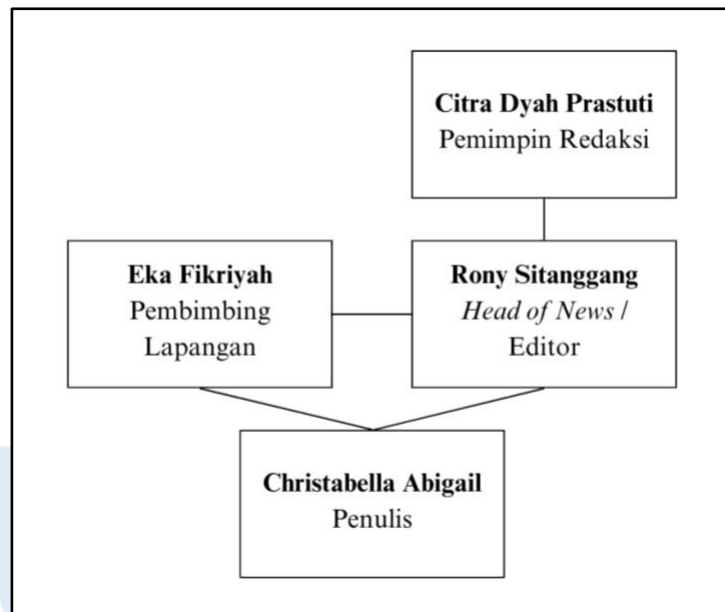 Citra Dyah Prastuti
Pemimpin Redaksi
Eka Fikriyah
Pembimbing
Lapangan
Rony Sitanggang
Head of News /
Editor
Christabella Abigail
Penulis